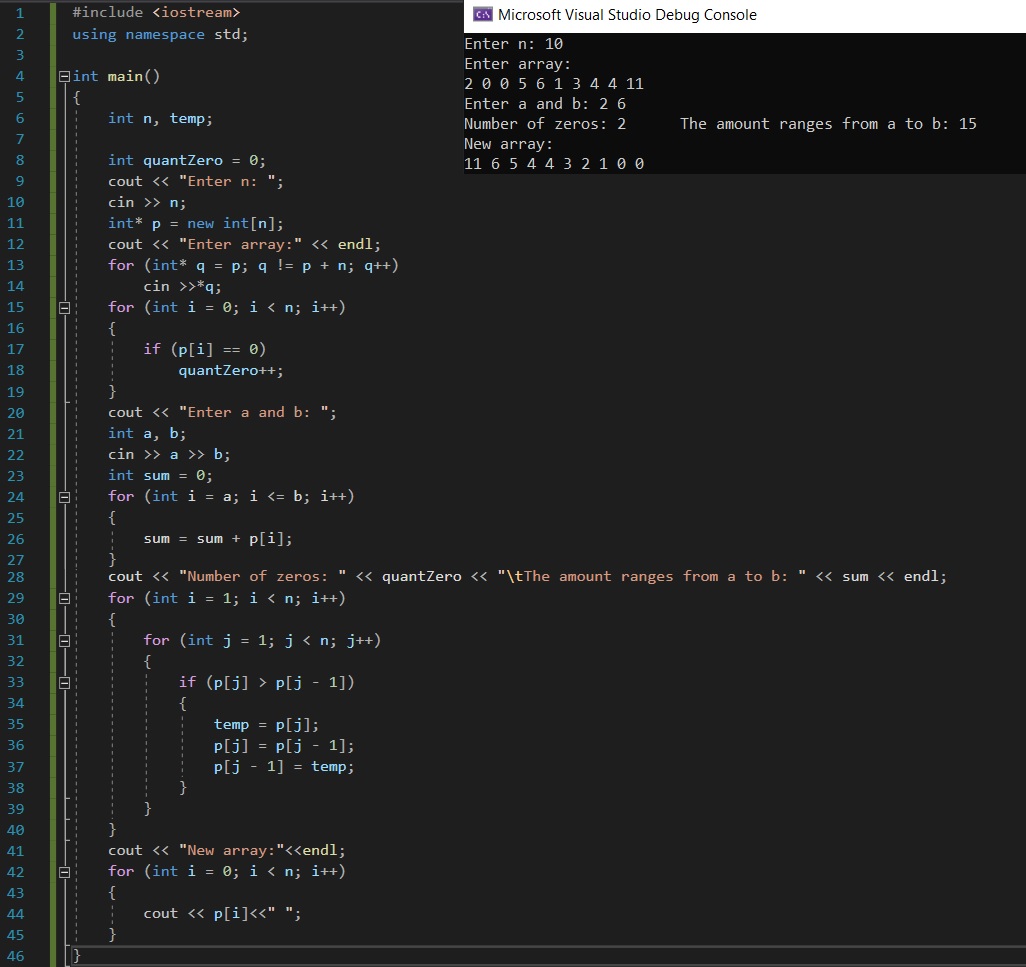 1 #include <iostream>
2 using namespace std;
3
4 int main()
5 {
6 int n, temp;
7
8 int quantZero = 0;
9 cout << "Enter n: ";
10 cin >> n;
11 int* p = new int[n];
12 cout << "Enter array:" << endl;
13 for (int* q = p; q != p + n; q++)
14 cin >>*q;
15 for (int i = 0; i < n; i++)
16 {
17 if (p[i] == 0)
18 quantZero++;
19 }
20 cout << "Enter a and b: ";
21 int a, b;
22 cin >> a >> b;
23 int sum = 0;
24 for (int i = a; i <= b; i++)
25 {
26 sum = sum + p[i];
27 }
28 cout << "Number of zeros: " << quantZero << "\tThe amount ranges from a to b: " << sum << endl;
29 for (int i = 1; i < n; i++)
30 {
31 for (int j = 1; j < n; j++)
32 {
33 if (p[j] > p[j - 1])
34 {
35 temp = p[j];
36 p[j] = p[j - 1];
37 p[j - 1] = temp;
38 }
39 }
40 }
41 cout << "New array:"<<endl;
42 for (int i = 0; i < n; i++)
43 {
44 cout << p[i]<<" ";
45 }
46 }
C:\ Microsoft Visual Studio Debug Console
Enter n: 10
Enter array:
2 0 0 5 6 1 3 4 4 11
Enter a and b: 2 6
Number of zeros: 2 The amount ranges from a to b: 15
New array:
11 6 5 4 4 3 2 1 0 0